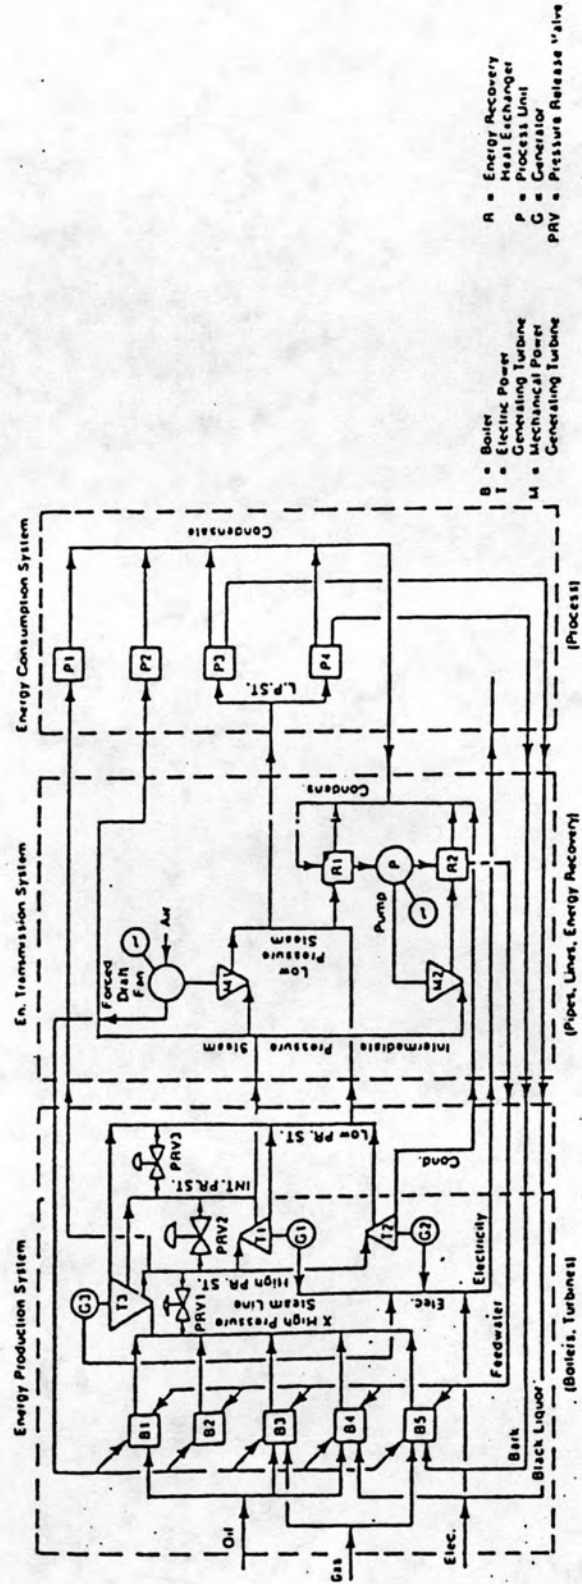 Energy Production System
En. Transmission System
Energy Consumption System
G3
T3
PRV3
INT. PR. ST.
PRV2
PRV1
High PR. ST.
X High Pressure
Steam Line
T1
G1
Low PR. ST.
T2
G2
Cond.
Elec.
Electricity
Feedwater
Bark
Black Liquor
B1
B2
B3
B4
B5
Oil
Gas
Elec.
Forced
Draft
Fan
Air
M1
Low
Pressure
Steam
Steam
Pressure
Intermediate
Condens.
R1
P
R2
Pump
M2
P1
P2
P3
P4
L.P.ST.
Condensate
(Boilers, Turbines)
(Pipes, Lines, Energy Recovery)
(Process)
B = Boiler
T = Electric Power
Generating Turbine
M = Mechanical Power
Generating Turbine
R = Energy Recovery
Heat Exchanger
P = Process Unit
G = Generator
PRV = Pressure Release Valve